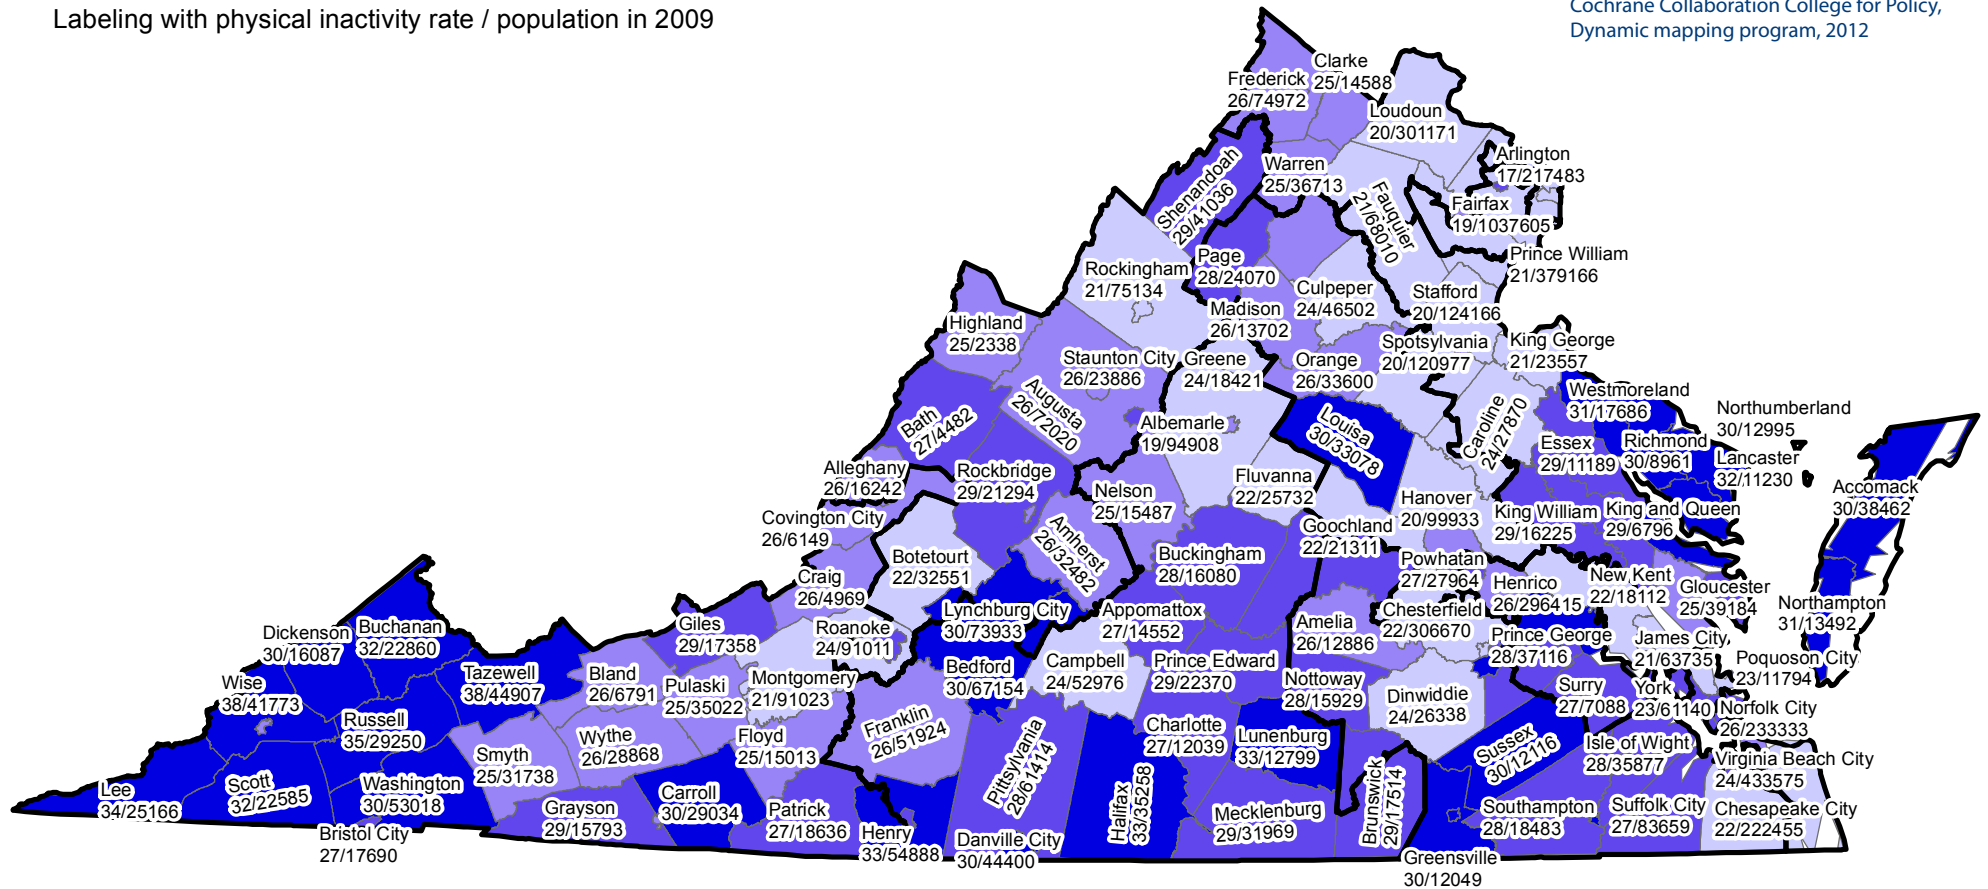 Labeling with physical inactivity rate / population in 2009
Cochrane Collaboration College for Policy,
Dynamic mapping program, 2012
Clarke
25/14588
Frederick
26/74972
Loudoun
20/301171
Arlington
17/217483
Shenandoah
29/41036
Warren
25/36713
Fauquier
21/68010
Fairfax
19/1037605
Prince William
21/379166
Rockingham
21/75134
Page
28/24070
Culpeper
24/46502
Stafford
20/124166
Madison
26/13702
Highland
25/2338
Staunton City
26/23886
Greene
24/18421
Orange
26/33600
Spotsylvania
20/120977
King George
21/23557
Augusta
26/72020
Westmoreland
31/17686
Northumberland
30/12995
Bath
27/4482
Albemarle
19/94908
Louisa
30/33078
Caroline
24/27870
Essex
29/11189
Richmond
30/8961
Lancaster
32/11230
Alleghany
26/16242
Rockbridge
29/21294
Nelson
25/15487
Fluvanna
22/25732
Hanover
20/99933
Accomack
30/38462
Covington City
26/6149
Goochland
22/21311
King William
29/16225
King and Queen
29/6796
Botetourt
22/32551
Amherst
26/32482
Buckingham
28/16080
Powhatan
27/27964
Craig
26/4969
Henrico
26/296415
New Kent
22/18112
Gloucester
25/39184
Lynchburg City
30/73933
Appomattox
27/14552
Chesterfield
22/306670
Northampton
31/13492
Dickenson
30/16087
Buchanan
32/22860
Giles
29/17358
Roanoke
24/91011
Amelia
26/12886
Prince George
28/37116
James City
21/63735
Tazewell
38/44907
Bland
26/6791
Pulaski
25/35022
Montgomery
21/91023
Bedford
30/67154
Campbell
24/52976
Prince Edward
29/22370
Nottoway
28/15929
Dinwiddie
24/26338
Surry
27/7088
York
23/61140
Poquoson City
23/11794
Wise
38/41773
Russell
35/29250
Franklin
26/51924
Norfolk City
26/233333
Smyth
25/31738
Wythe
26/28868
Floyd
25/15013
Pittsylvania
28/61414
Charlotte
27/12039
Lunenburg
33/12799
Sussex
30/12116
Isle of Wight
28/35877
Virginia Beach City
24/433575
Lee
34/25166
Scott
32/22585
Washington
30/53018
Grayson
29/15793
Carroll
30/29034
Patrick
27/18636
Halifax
33/35258
Mecklenburg
29/31969
Brunswick
29/17514
Southampton
28/18483
Suffolk City
27/83659
Chesapeake City
22/222455
Bristol City
27/17690
Henry
33/54888
Danville City
30/44400
Greensville
30/12049